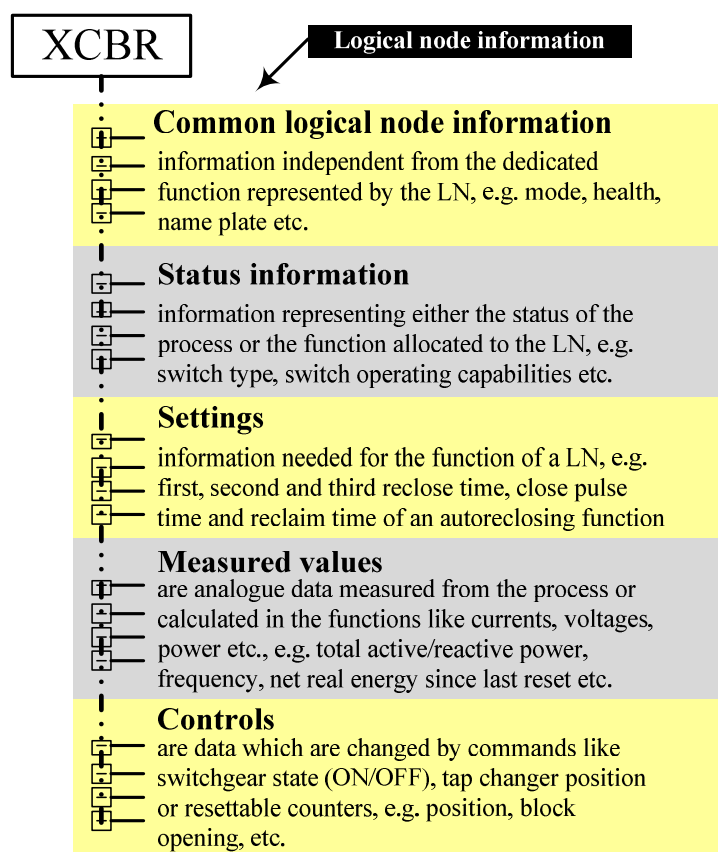 XCBR
Logical node information
Common logical node information
information independent from the dedicated
function represented by the LN, e.g. mode, health,
name plate etc.
Status information
information representing either the status of the
process or the function allocated to the LN, e.g.
switch type, switch operating capabilities etc.
Settings
information needed for the function of a LN, e.g.
first, second and third reclose time, close pulse
time and reclaim time of an autoreclosing function
Measured values
are analogue data measured from the process or
calculated in the functions like currents, voltages,
power etc., e.g. total active/reactive power,
frequency, net real energy since last reset etc.
Controls
are data which are changed by commands like
switchgear state (ON/OFF), tap changer position
or resettable counters, e.g. position, block
opening, etc.